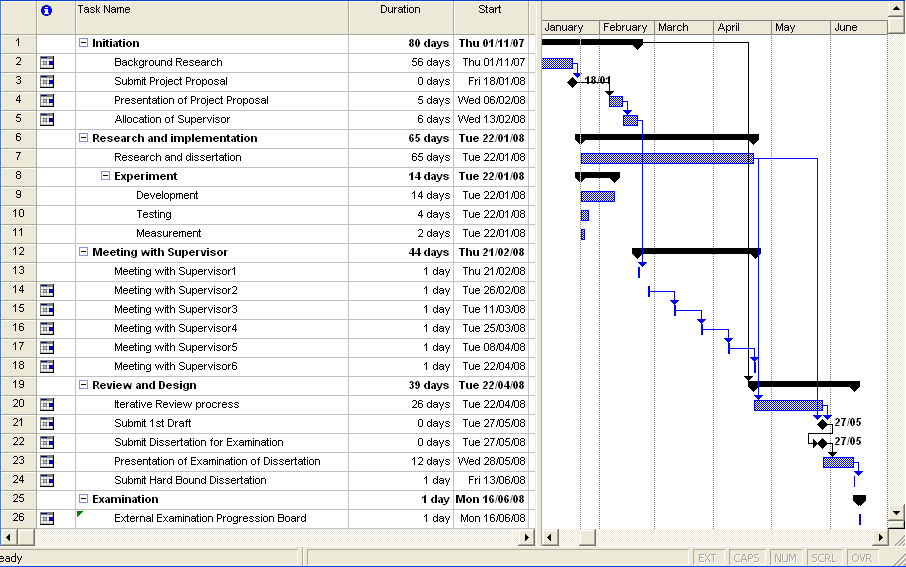 Task Name Duration Start
January February March April May June
1 Initiation 80 days Thu 01/11/07
2 Background Research 56 days Thu 01/11/07
3 Submit Project Proposal 0 days Fri 18/01/08 18/01
4 Presentation of Project Proposal 5 days Wed 06/02/08
5 Allocation of Supervisor 6 days Wed 13/02/08
6 Research and implementation 65 days Tue 22/01/08
7 Research and dissertation 65 days Tue 22/01/08
8 Experiment 14 days Tue 22/01/08
9 Development 14 days Tue 22/01/08
10 Testing 4 days Tue 22/01/08
11 Measurement 2 days Tue 22/01/08
12 Meeting with Supervisor 44 days Thu 21/02/08
13 Meeting with Supervisor1 1 day Thu 21/02/08
14 Meeting with Supervisor2 1 day Tue 26/02/08
15 Meeting with Supervisor3 1 day Tue 11/03/08
16 Meeting with Supervisor4 1 day Tue 25/03/08
17 Meeting with Supervisor5 1 day Tue 08/04/08
18 Meeting with Supervisor6 1 day Tue 22/04/08
19 Review and Design 39 days Tue 22/04/08
20 Iterative Review procress 26 days Tue 22/04/08
21 Submit 1st Draft 0 days Tue 27/05/08 27/05
22 Submit Dissertation for Examination 0 days Tue 27/05/08 27/05
23 Presentation of Examination of Dissertation 12 days Wed 28/05/08
24 Submit Hard Bound Dissertation 1 day Fri 13/06/08
25 Examination 1 day Mon 16/06/08
26 External Examination Progression Board 1 day Mon 16/06/08
eady EXT CAPS NUM SCRL OVR